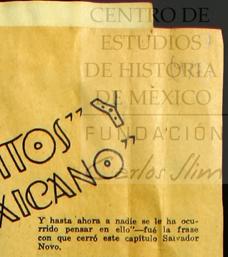 CENTRO DE
ESTUDIOS
DE HISTORIA
DE MÉXICO
FUNDACIÓN
Carlos Slim
ITOS" Y
XICANO"
Y hasta ahora a nadie se le ha ocu-
rrido pensar en ello"—fué la frase
con que cerró este capítulo Salvador
Novo.